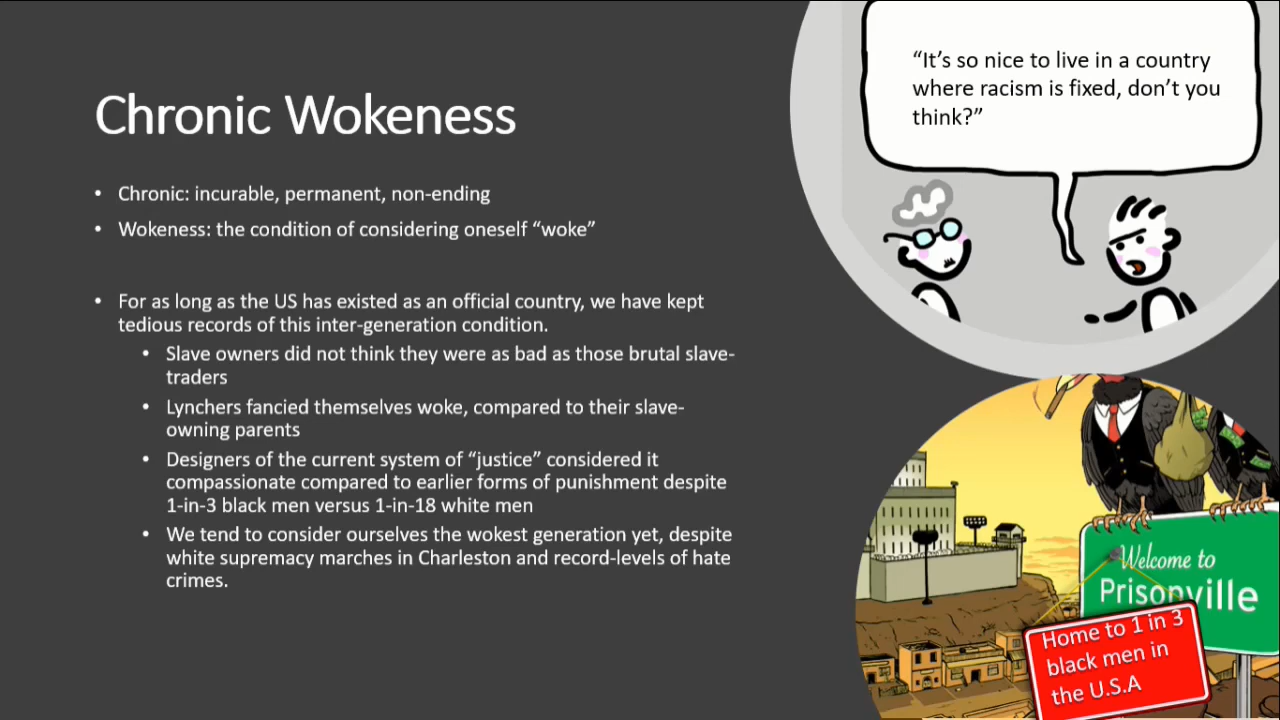 Chronic Wokeness
• Chronic: incurable, permanent, non-ending
• Wokeness: the condition of considering oneself “woke”
• For as long as the US has existed as an official country, we have kept
tedious records of this inter-generation condition.
• Slave owners did not think they were as bad as those brutal slave-
traders
• Lynchers fancied themselves woke, compared to their slave-
owning parents
• Designers of the current system of “justice” considered it
compassionate compared to earlier forms of punishment despite
1-in-3 black men versus 1-in-18 white men
• We tend to consider ourselves the wokest generation yet, despite
white supremacy marches in Charleston and record-levels of hate
crimes.
“It’s so nice to live in a country
where racism is fixed, don’t you
think?”
Welcome to
Prisonville
Home to 1 in 3
black men in
the U.S.A